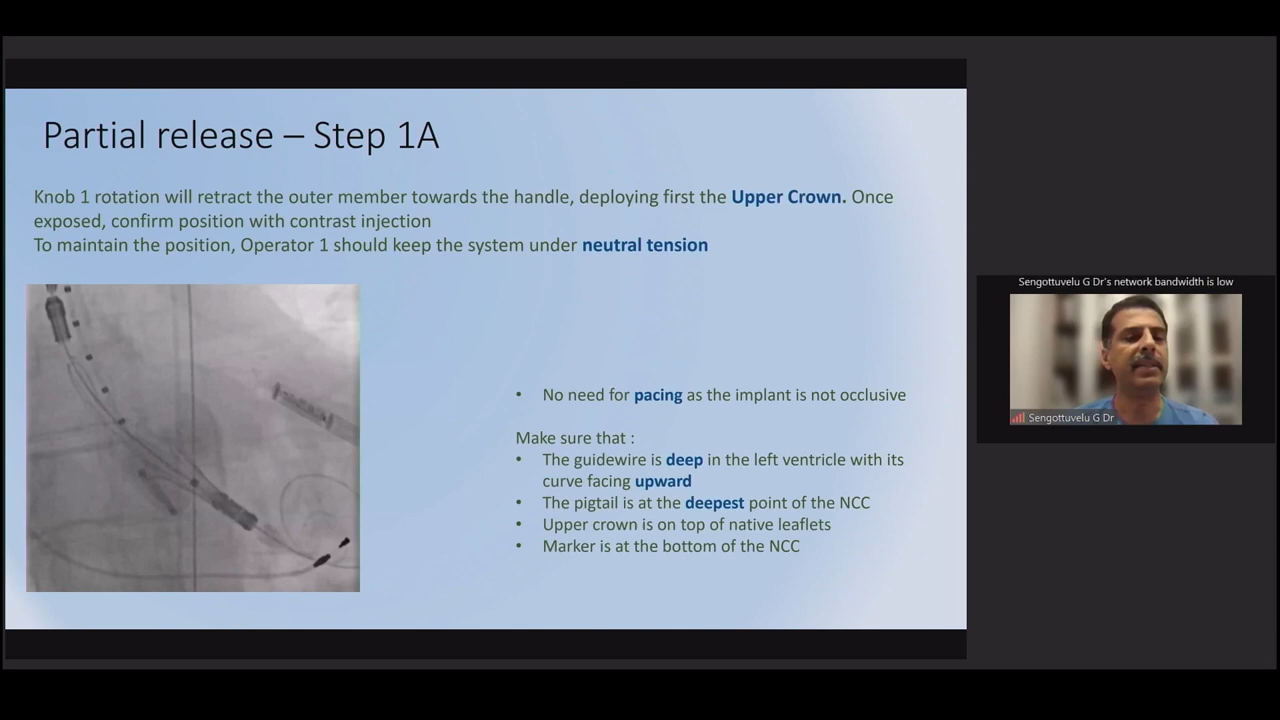 Partial release – Step 1A
Knob 1 rotation will retract the outer member towards the handle, deploying first the Upper Crown. Once
exposed, confirm position with contrast injection
To maintain the position, Operator 1 should keep the system under neutral tension
• No need for pacing as the implant is not occlusive
Make sure that :
• The guidewire is deep in the left ventricle with its
curve facing upward
• The pigtail is at the deepest point of the NCC
• Upper crown is on top of native leaflets
• Marker is at the bottom of the NCC
Sengottuvelu G Dr's network bandwidth is low
Sengottuvelu G Dr